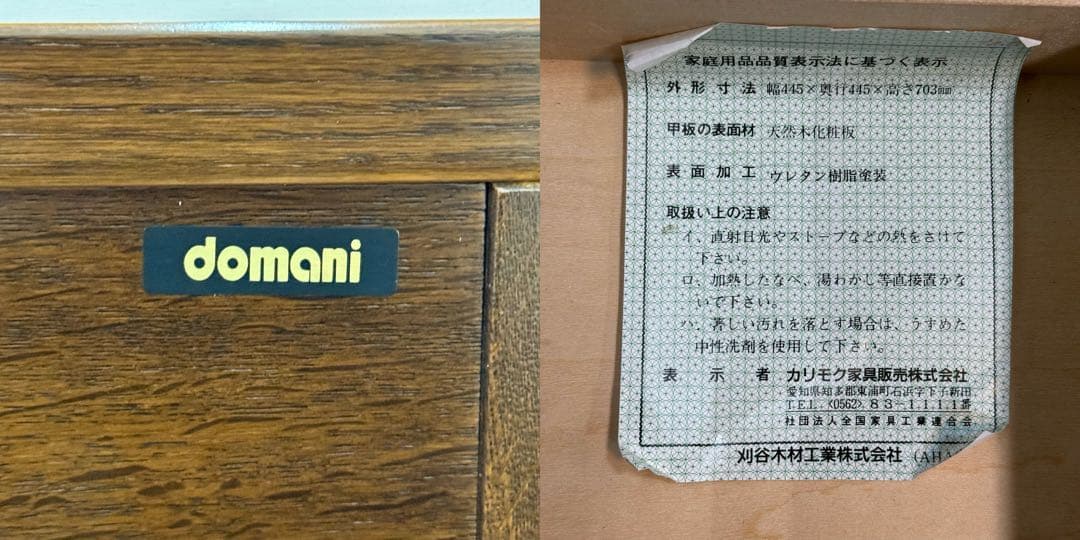 domani
家庭用品品質表示法に基づく表示
外形寸法 幅445×奥行445×高さ703mm
甲板の表面材 天然木化粧板
表面加工 ウレタン樹脂塗装
取扱い上の注意
イ、直射日光やストーブなどの熱をさけて
下さい。
ロ、加熱したなべ、湯わかし等直接置かな
いで下さい。
ハ、著しい汚れを落とす場合は、うすめた
中性洗剤を使用して下さい。
表示者 カリモク家具販売株式会社
愛知県知多郡東浦町石浜字下子新田
TEL <0562> 83-1111番
社団法人全国家具工業連合会
刈谷木材工業株式会社 (AHA